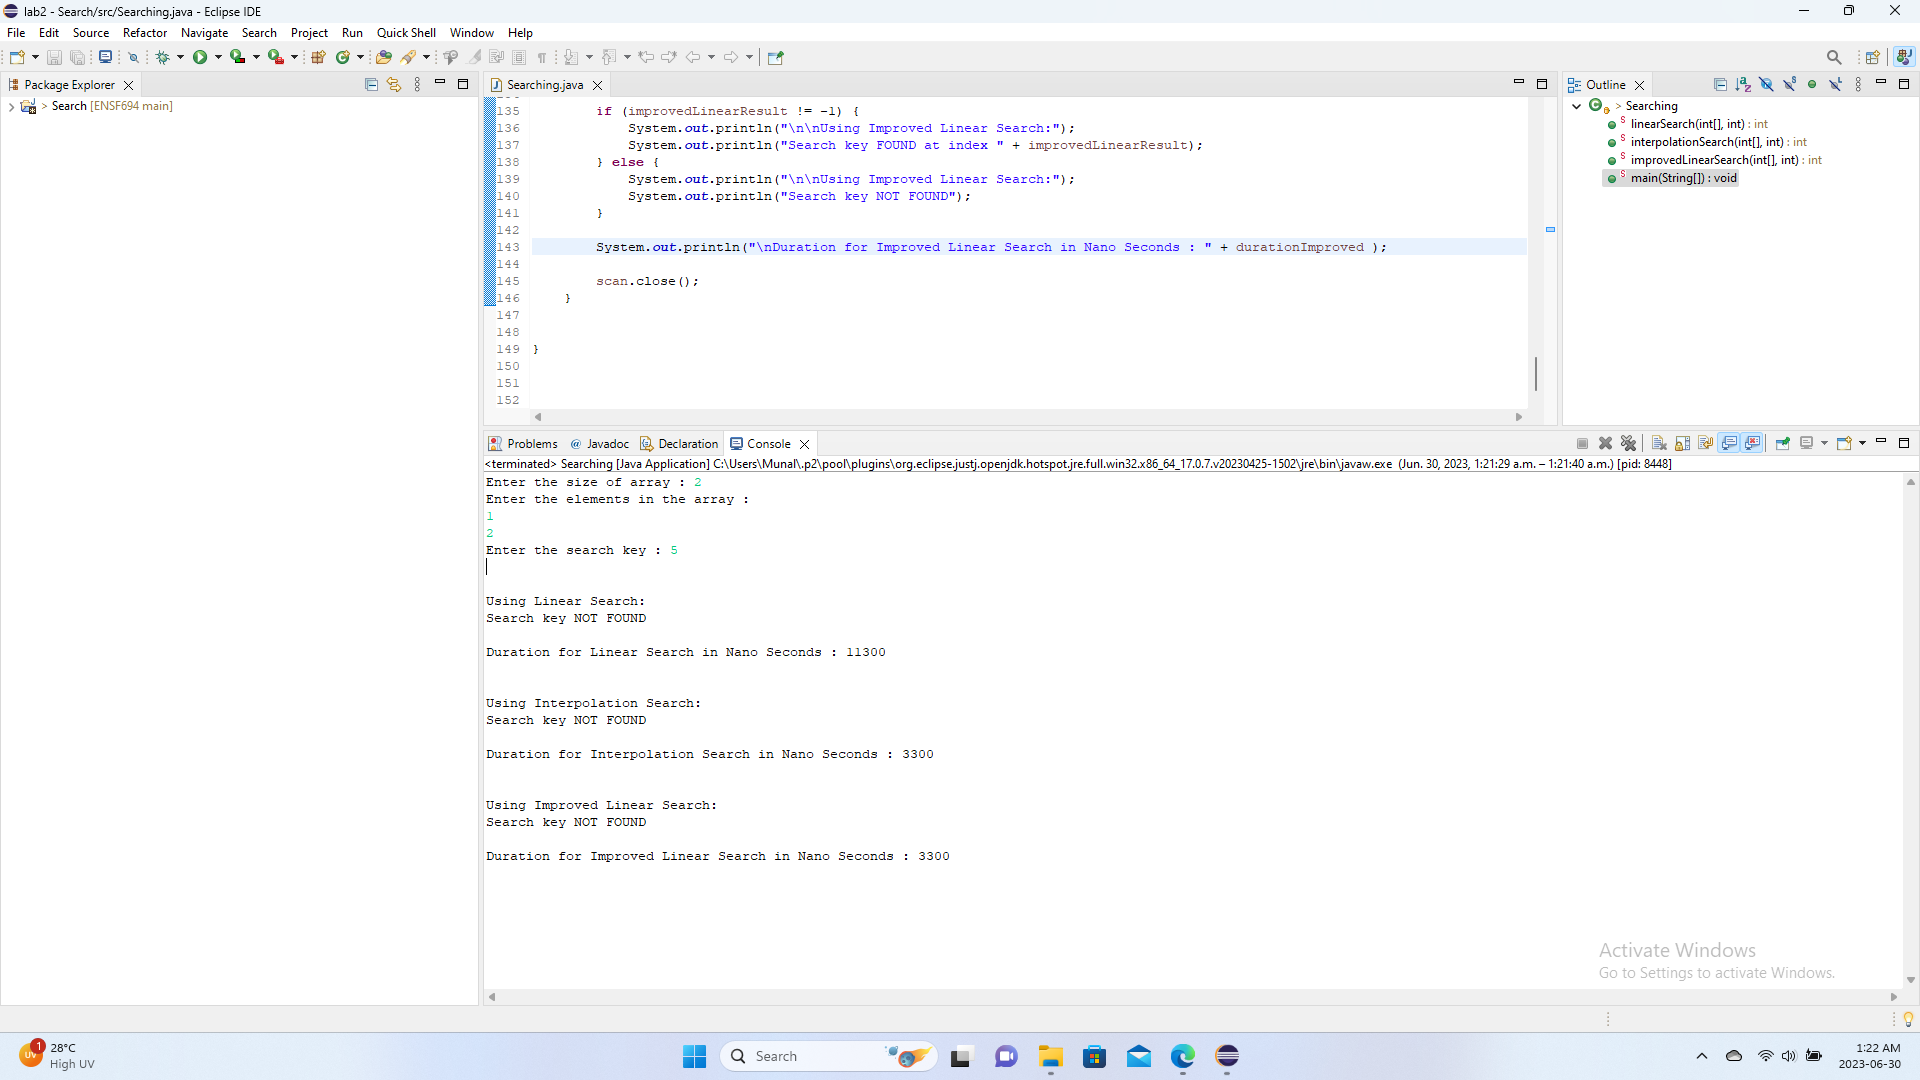 lab2 - Search/src/Searching.java - Eclipse IDE
File Edit Source Refactor Navigate Search Project Run Quick Shell Window Help
Package Explorer
> Search [ENSF694 main]
Searching.java
135 if (improvedLinearResult != -1) {
136 System.out.println("\n\nUsing Improved Linear Search:");
137 System.out.println("Search key FOUND at index " + improvedLinearResult);
138 } else {
139 System.out.println("\n\nUsing Improved Linear Search:");
140 System.out.println("Search key NOT FOUND");
141 }
142
143 System.out.println("\nDuration for Improved Linear Search in Nano Seconds : " + durationImproved );
144
145 scan.close();
146 }
147
148
149 }
150
151
152
Outline
> Searching
linearSearch(int[], int) : int
interpolationSearch(int[], int) : int
improvedLinearSearch(int[], int) : int
main(String[]) : void
Problems @ Javadoc Declaration Console
<terminated> Searching [Java Application] C:\Users\Munal\.p2\pool\plugins\org.eclipse.justj.openjdk.hotspot.jre.full.win32.x86_64_17.0.7.v20230425-1502\jre\bin\javaw.exe (Jun. 30, 2023, 1:21:29 a.m. – 1:21:40 a.m.) [pid: 8448]
Enter the size of array : 2
Enter the elements in the array :
1
2
Enter the search key : 5
Using Linear Search:
Search key NOT FOUND
Duration for Linear Search in Nano Seconds : 11300
Using Interpolation Search:
Search key NOT FOUND
Duration for Interpolation Search in Nano Seconds : 3300
Using Improved Linear Search:
Search key NOT FOUND
Duration for Improved Linear Search in Nano Seconds : 3300
Activate Windows
Go to Settings to activate Windows.
UV 1 28°C
High UV
Search
1:22 AM
2023-06-30